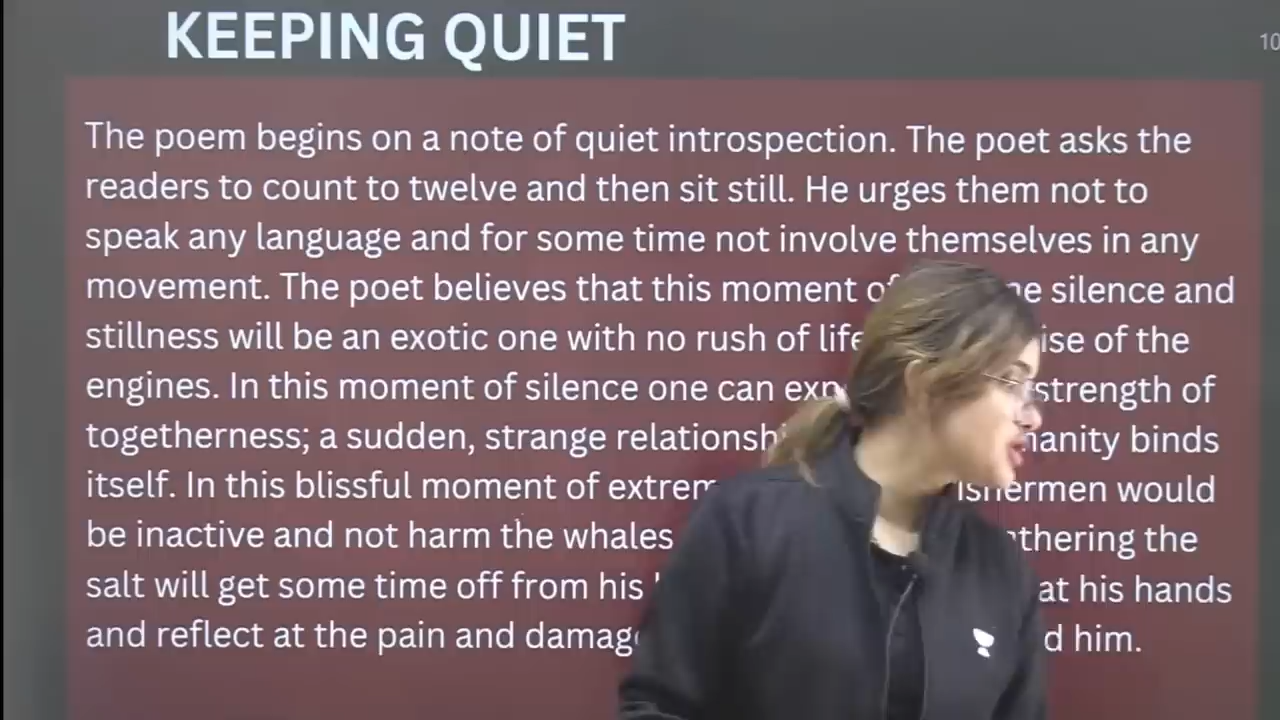 KEEPING QUIET
10
The poem begins on a note of quiet introspection. The poet asks the
readers to count to twelve and then sit still. He urges them not to
speak any language and for some time not involve themselves in any
movement. The poet believes that this moment of silence and
stillness will be an exotic one with no rush of life of the
engines. In this moment of silence one can strength of
togetherness; a sudden, strange binds
itself. In this blissful moment of would
be inactive and not harm the whales the
salt will get some time off from his at his hands
and reflect at the pain and him.